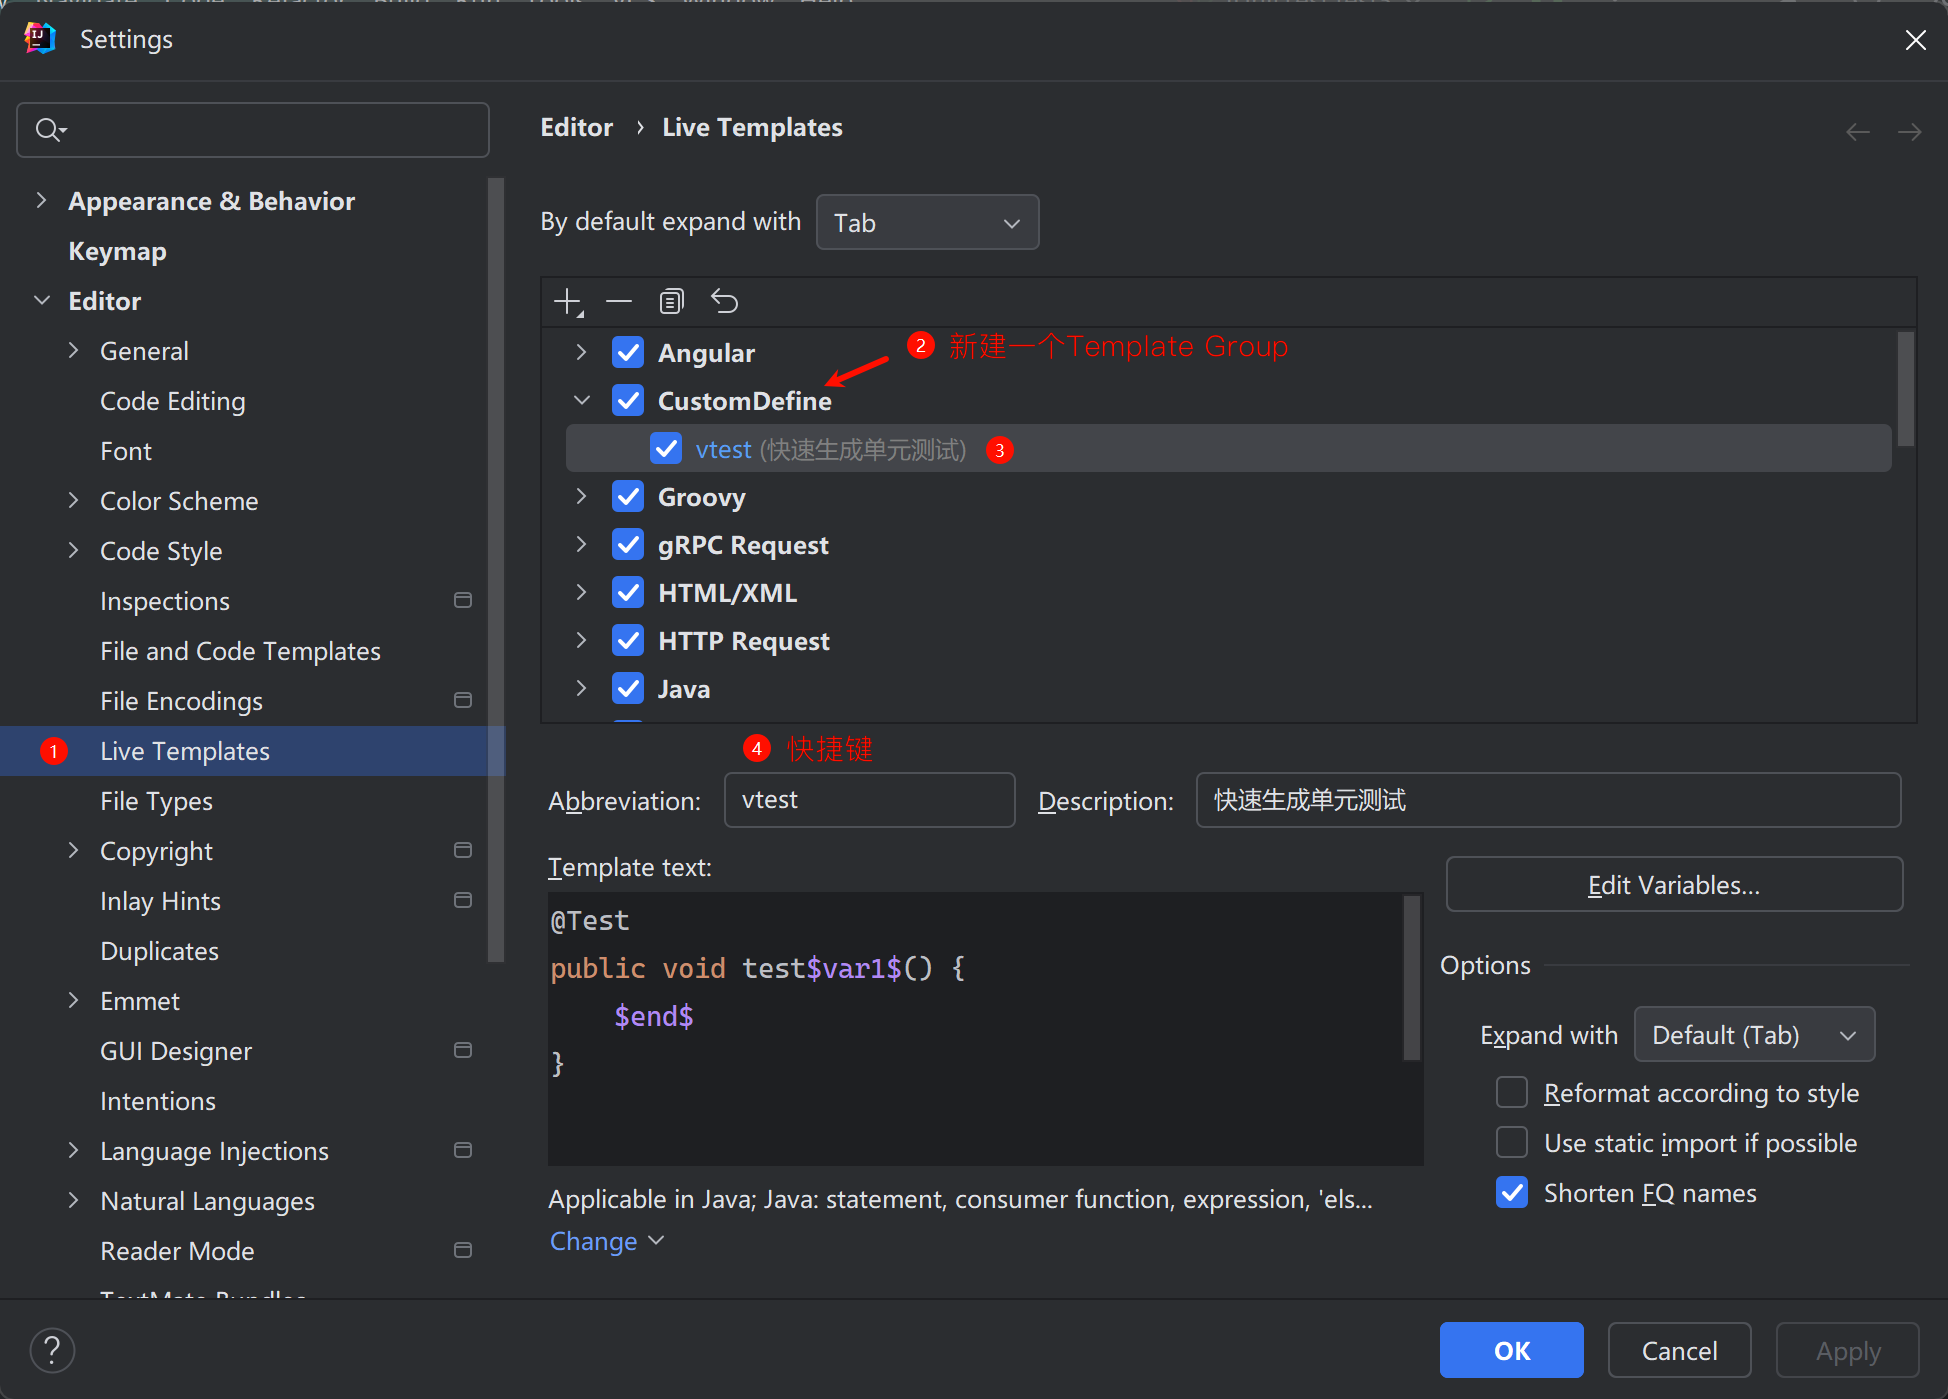 Settings
Editor › Live Templates
Appearance & Behavior
Keymap
Editor
General
Code Editing
Font
Color Scheme
Code Style
Inspections
File and Code Templates
File Encodings
1 Live Templates
File Types
Copyright
Inlay Hints
Duplicates
Emmet
GUI Designer
Intentions
Language Injections
Natural Languages
Reader Mode
TextMate Bundles
By default expand with Tab
2 新建一个Template Group
Angular
CustomDefine
vtest (快速生成单元测试) 3
Groovy
gRPC Request
HTML/XML
HTTP Request
Java
4 快捷键
Abbreviation: vtest Description: 快速生成单元测试
Template text:
@Test
public void test$var1$() {
$end$
}
Edit Variables...
Options
Expand with Default (Tab)
Reformat according to style
Use static import if possible
Shorten FQ names
Applicable in Java; Java: statement, consumer function, expression, 'els...
Change
? OK Cancel Apply